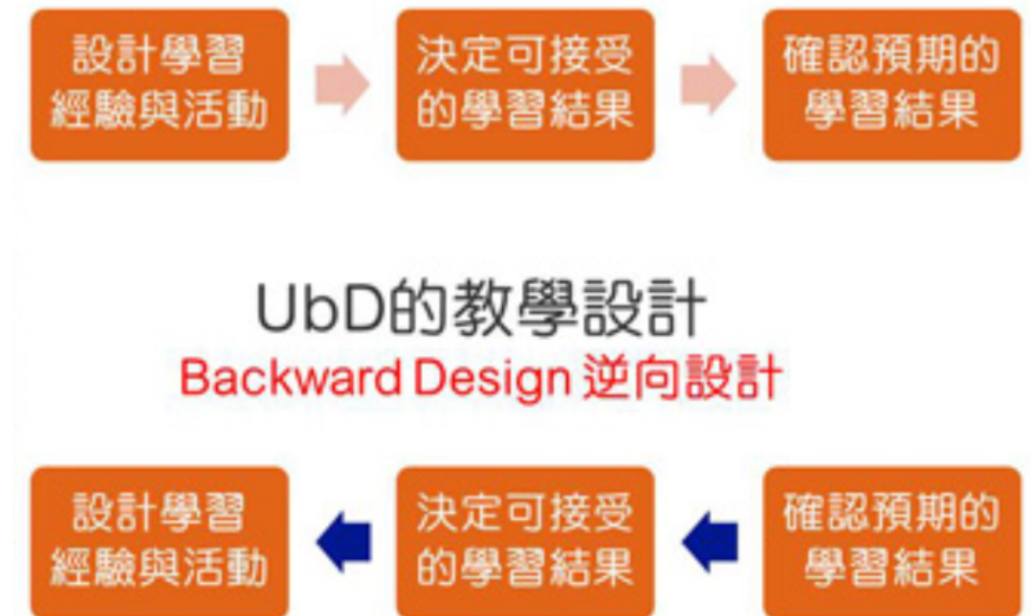 設計學習
經驗與活動
決定可接受
的學習結果
確認預期的
學習結果
UbD的教學設計
Backward Design 逆向設計
設計學習
經驗與活動
決定可接受
的學習結果
確認預期的
學習結果